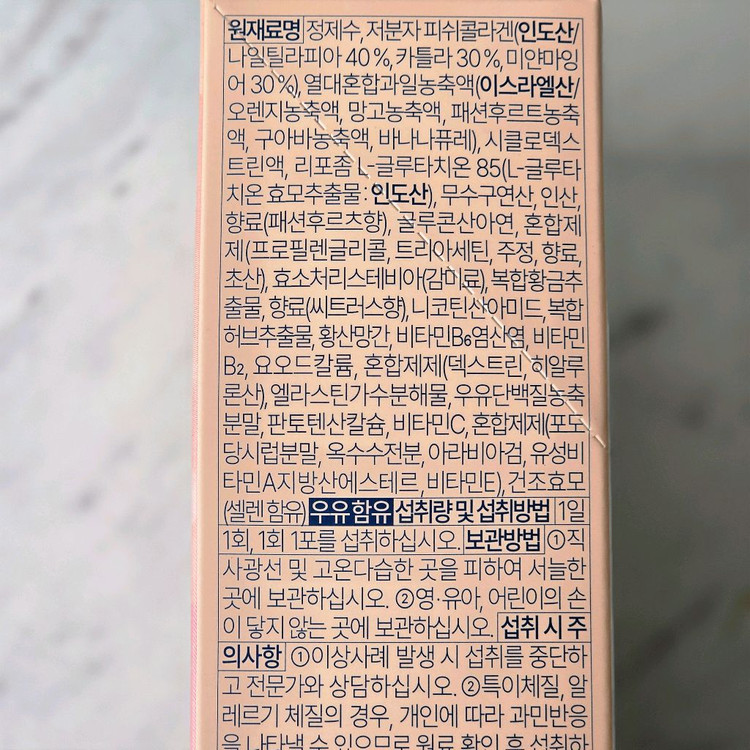 원재료명 정제수, 저분자 피쉬콜라겐(인도산/
나일틸라피아 40%, 카틀라 30%, 미얀마잉
어 30%), 열대혼합과일농축액(이스라엘산/
오렌지농축액, 망고농축액, 패션후르트농축
액, 구아바농축액, 바나나퓨레), 시클로덱스
트린액, 리포좀 L-글루타치온 85(L-글루타
치온 효모추출물:인도산), 무수구연산, 인산,
향료(패션후르츠향), 글루콘산아연, 혼합제
제(프로필렌글리콜, 트리아세틴, 주정, 향료,
초산), 효소처리스테비아(감미료), 복합황금추
출물, 향료(씨트러스향), 니코틴산아미드, 복합
허브추출물, 황산망간, 비타민B₆염산염, 비타민
B₂, 요오드칼륨, 혼합제제(덱스트린, 히알루
론산), 엘라스틴가수분해물, 우유단백질농축
분말, 판토텐산칼슘, 비타민C, 혼합제제(포도
당시럽분말, 옥수수전분, 아라비아검, 유성비
타민A지방산에스테르, 비타민E), 건조효모
(셀렌 함유) 우유 함유 섭취량 및 섭취방법 1일
1회, 1회 1포를 섭취하십시오. 보관방법 ①직
사광선 및 고온다습한 곳을 피하여 서늘한
곳에 보관하십시오. ②영·유아, 어린이의 손
이 닿지 않는 곳에 보관하십시오. 섭취 시 주
의사항 ①이상사례 발생 시 섭취를 중단하
고 전문가와 상담하십시오. ②특이체질, 알
레르기 체질의 경우, 개인에 따라 과민반응
을 나타낼 수 있으므로 원료 확인 후 섭취하